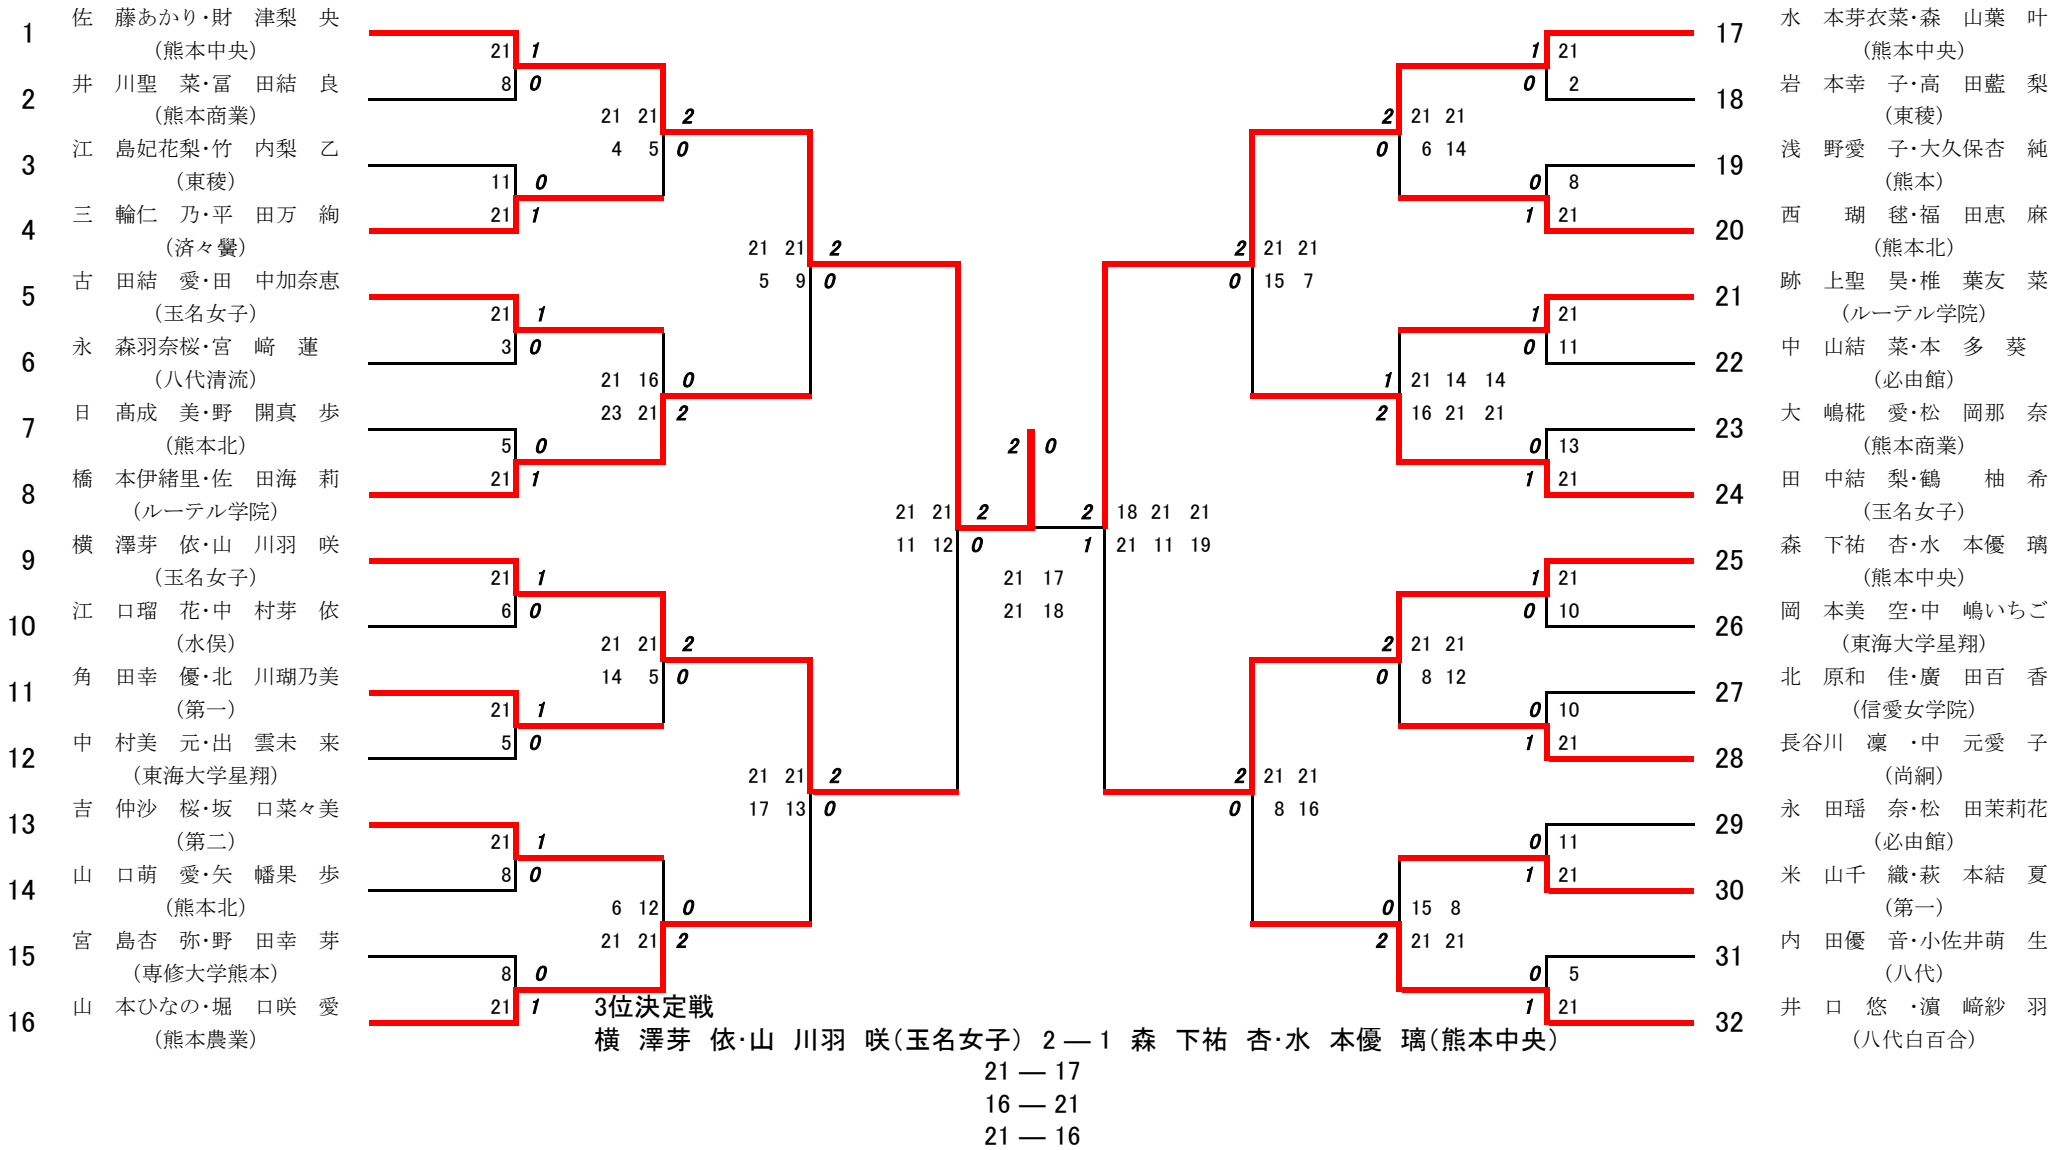 1 佐 藤あかり・財 津梨 央
(熊本中央)
21 1
2 井 川聖 菜・冨 田結 良
(熊本商業)
8 0
21 21 2
4 5 0
3 江 島妃花梨・竹 内梨 乙
(東稜)
11 0
4 三 輪仁 乃・平 田万 絢
(済々黌)
21 1
21 21 2
5 9 0
5 古 田結 愛・田 中加奈恵
(玉名女子)
21 1
6 永 森羽奈桜・宮 﨑 蓮
(八代清流)
3 0
21 16 0
23 21 2
7 日 髙成 美・野 開真 歩
(熊本北)
5 0
8 橋 本伊緒里・佐 田海 莉
(ルーテル学院)
21 1
21 21 2
11 12 0
9 横 澤芽 依・山 川羽 咲
(玉名女子)
21 1
10 江 口瑠 花・中 村芽 依
(水俣)
6 0
21 21 2
14 5 0
11 角 田幸 優・北 川瑚乃美
(第一)
21 1
12 中 村美 元・出 雲未 来
(東海大学星翔)
5 0
21 21 2
17 13 0
13 吉 仲沙 桜・坂 口菜々美
(第二)
21 1
14 山 口萌 愛・矢 幡果 歩
(熊本北)
8 0
6 12 0
21 21 2
15 宮 島杏 弥・野 田幸 芽
(専修大学熊本)
8 0
16 山 本ひなの・堀 口咲 愛
(熊本農業)
21 1
2 0
21 17
21 18
17 水 本芽衣菜・森 山葉 叶
(熊本中央)
1 21
18 岩 本幸 子・高 田藍 梨
(東稜)
0 2
2 21 21
0 6 14
19 浅 野愛 子・大久保杏 純
(熊本)
0 8
20 西 瑚 毬・福 田恵 麻
(熊本北)
1 21
2 21 21
0 15 7
21 跡 上聖 昊・椎 葉友 菜
(ルーテル学院)
1 21
22 中 山結 菜・本 多 葵
(必由館)
0 11
1 21 14 14
2 16 21 21
23 大 嶋椛 愛・松 岡那 奈
(熊本商業)
0 13
24 田 中結 梨・鶴 柚 希
(玉名女子)
1 21
2 18 21 21
1 21 11 19
25 森 下祐 杏・水 本優 璃
(熊本中央)
1 21
26 岡 本美 空・中 嶋いちご
(東海大学星翔)
0 10
2 21 21
0 8 12
27 北 原和 佳・廣 田百 香
(信愛女学院)
0 10
28 長谷川 凜 ・中 元愛 子
(尚絅)
1 21
2 21 21
0 8 16
29 永 田瑶 奈・松 田茉莉花
(必由館)
0 11
30 米 山千 織・萩 本結 夏
(第一)
1 21
0 15 8
2 21 21
31 内 田優 音・小佐井萌 生
(八代)
0 5
32 井 口 悠 ・濵 﨑紗 羽
(八代白百合)
1 21
3位決定戦
横 澤芽 依・山 川羽 咲(玉名女子) 2 ― 1 森 下祐 杏・水 本優 璃(熊本中央)
21 ― 17
16 ― 21
21 ― 16